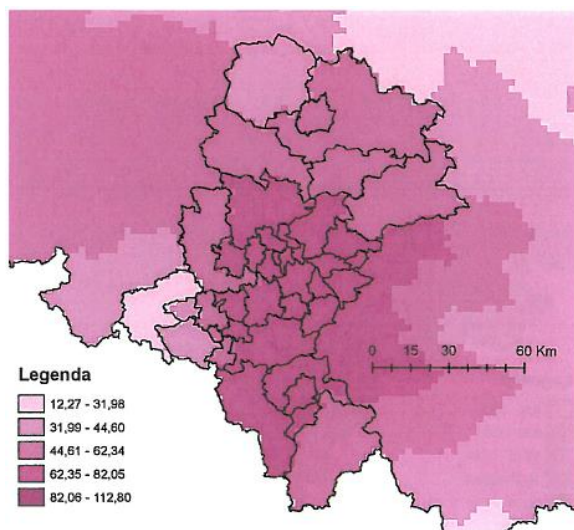 0 15 30 60 Km
Legenda
12,27 - 31,98
31,99 - 44,60
44,61 - 62,34
62,35 - 82,05
82,06 - 112,80